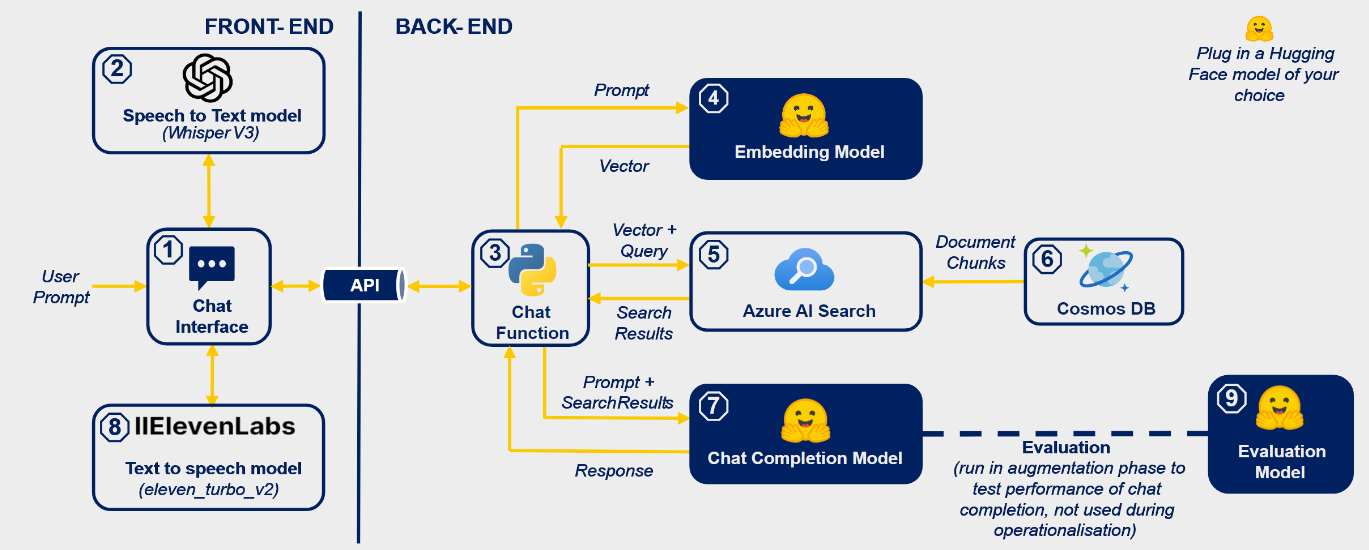 FRONT- END
BACK- END
Plug in a Hugging
Face model of your
choice
2
Speech to Text model
(Whisper V3)
Prompt
4
Embedding Model
Vector
User
Prompt
1
Chat
Interface
API
3
Chat
Function
Vector +
Query
Search
Results
5
Azure AI Search
Document
Chunks
6
Cosmos DB
8
IIElevenLabs
Text to speech model
(eleven_turbo_v2)
Prompt +
SearchResults
Response
7
Chat Completion Model
Evaluation
(run in augmentation phase to
test performance of chat
completion, not used during
operationalisation)
9
Evaluation
Model